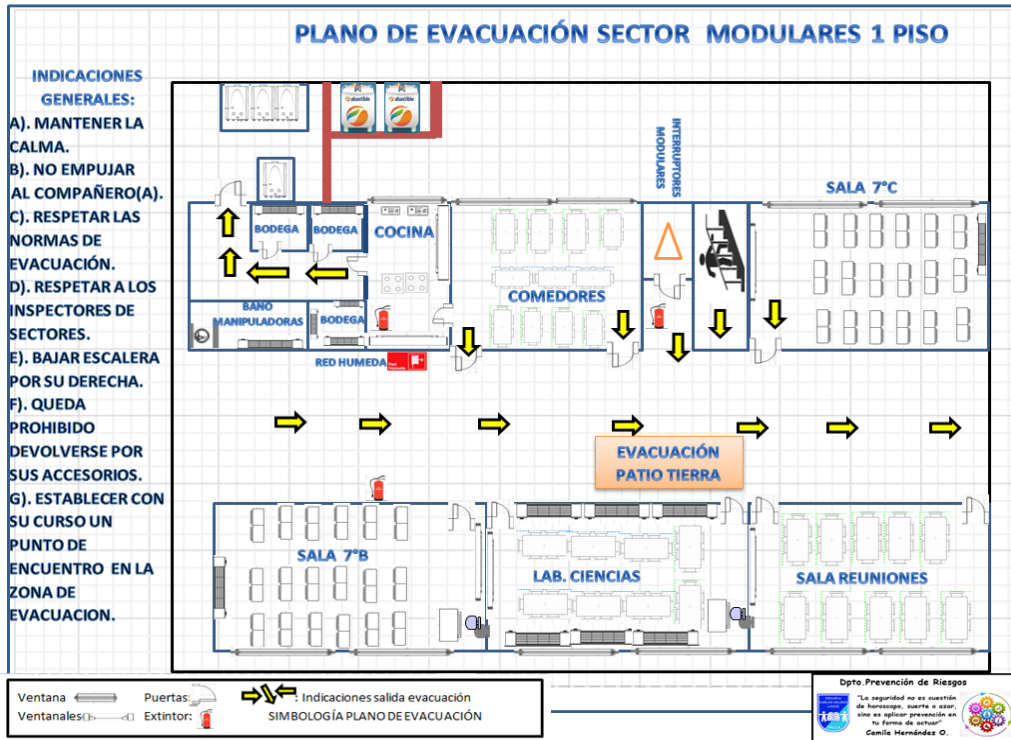 PLANO DE EVACUACIÓN SECTOR MODULARES 1 PISO
INDICACIONES
GENERALES:
A). MANTENER LA
CALMA.
B). NO EMPUJAR
AL COMPAÑERO(A).
C). RESPETAR LAS
NORMAS DE
EVACUACIÓN.
D). RESPETAR A LOS
INSPECTORES DE
SECTORES.
E). BAJAR ESCALERA
POR SU DERECHA.
F). QUEDA
PROHIBIDO
DEVOLVERSE POR
SUS ACCESORIOS.
G). ESTABLECER CON
SU CURSO UN
PUNTO DE
ENCUENTRO EN LA
ZONA DE
EVACUACION.
abastible
abastible
INTERRUPTORES
MODULARES
SALA 7°C
BODEGA
BODEGA
COCINA
COMEDORES
BANO
MANIPULADORAS
BODEGA
RED HUMEDA
EVACUACIÓN
PATIO TIERRA
SALA 7°B
LAB. CIENCIAS
SALA REUNIONES
Ventana
Puertas:
: Indicaciones salida evacuación
Ventanales
Extintor:
SIMBOLOGÍA PLANO DE EVACUACIÓN
Dpto.Prevención de Riesgos
"La seguridad no es cuestión
de horoscopo, suerte o azar,
sino es aplicar prevención en
tu forma de actuar"
Camila Hernández O.